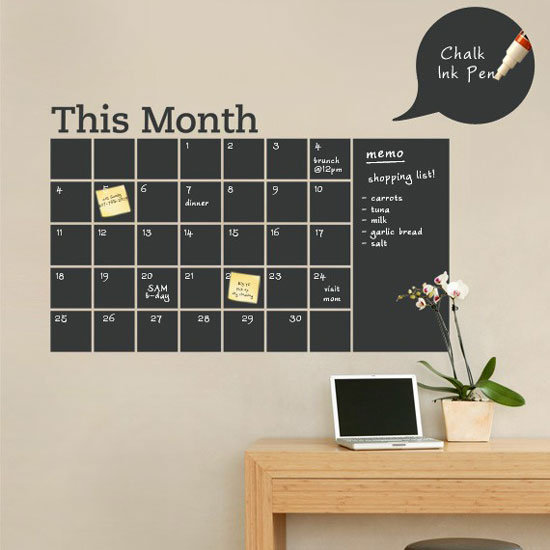 Chalk
Ink Pen
This Month
1 2 3 4
brunch
@12pm
4 5 6 7 8 9 10
dinner
11 12 13 14 15 16 17
18 19 20 21 2 23 24
SAM
b-day
visit
mom
25 26 27 28 29 30
memo
shopping list!
- carrots
- tuna
- milk
- garlic bread
- salt